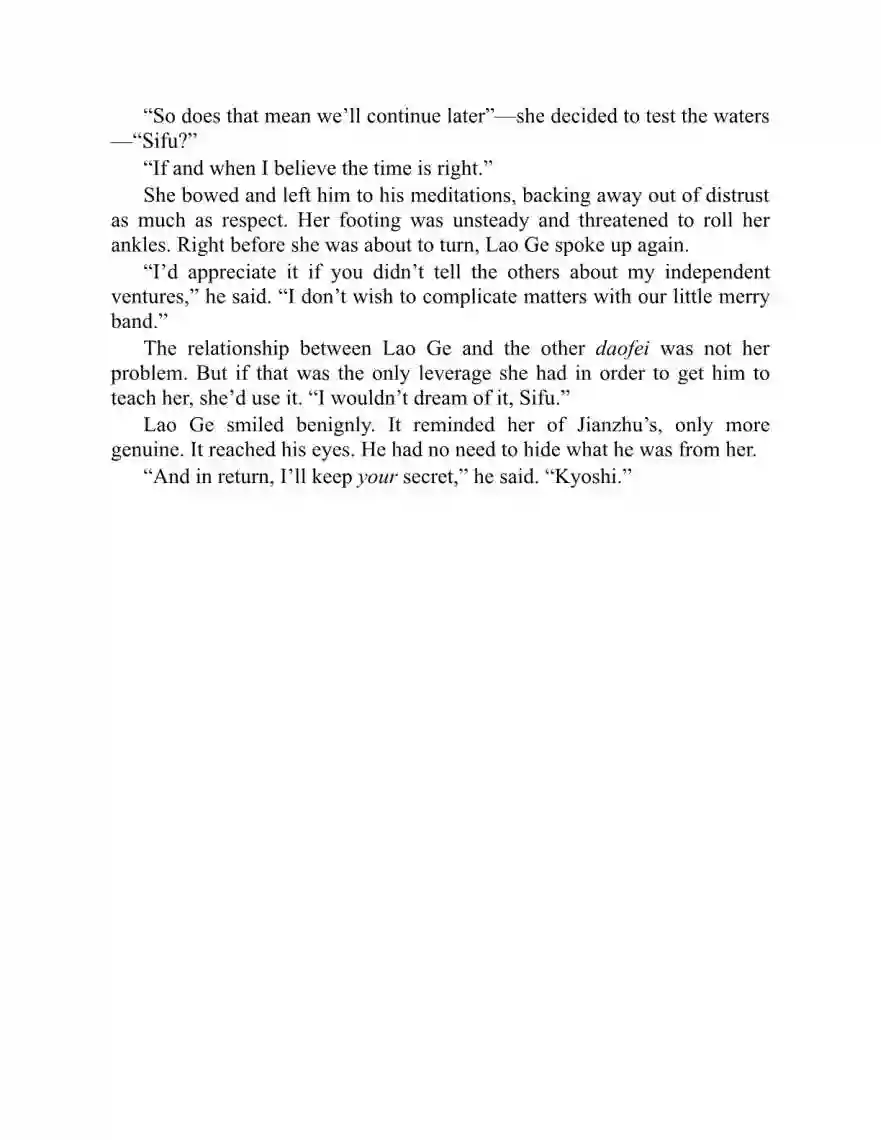 “So does that mean we’ll continue later”—she decided to test the waters
—“Sifu?”
“If and when I believe the time is right.”
She bowed and left him to his meditations, backing away out of distrust
as much as respect. Her footing was unsteady and threatened to roll her
ankles. Right before she was about to turn, Lao Ge spoke up again.
“I’d appreciate it if you didn’t tell the others about my independent
ventures,” he said. “I don’t wish to complicate matters with our little merry
band.”
The relationship between Lao Ge and the other daofei was not her
problem. But if that was the only leverage she had in order to get him to
teach her, she’d use it. “I wouldn’t dream of it, Sifu.”
Lao Ge smiled benignly. It reminded her of Jianzhu’s, only more
genuine. It reached his eyes. He had no need to hide what he was from her.
“And in return, I’ll keep your secret,” he said. “Kyoshi.”